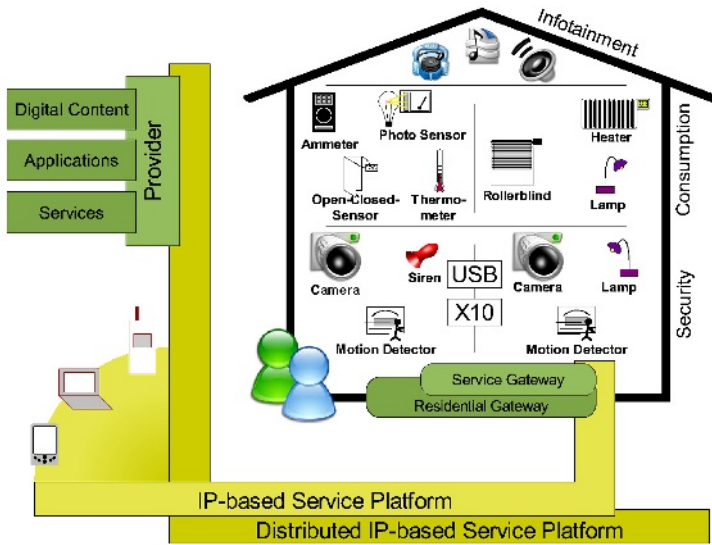 Infotainment
Digital Content
Applications
Services
Provider
Ammeter
Photo Sensor
Heater
Open-Closed-
Sensor
Thermo-
meter
Rollerblind
Lamp
Consumption
Camera
Siren
USB
X10
Camera
Lamp
Motion Detector
Motion Detector
Security
Service Gateway
Residential Gateway
IP-based Service Platform
Distributed IP-based Service Platform